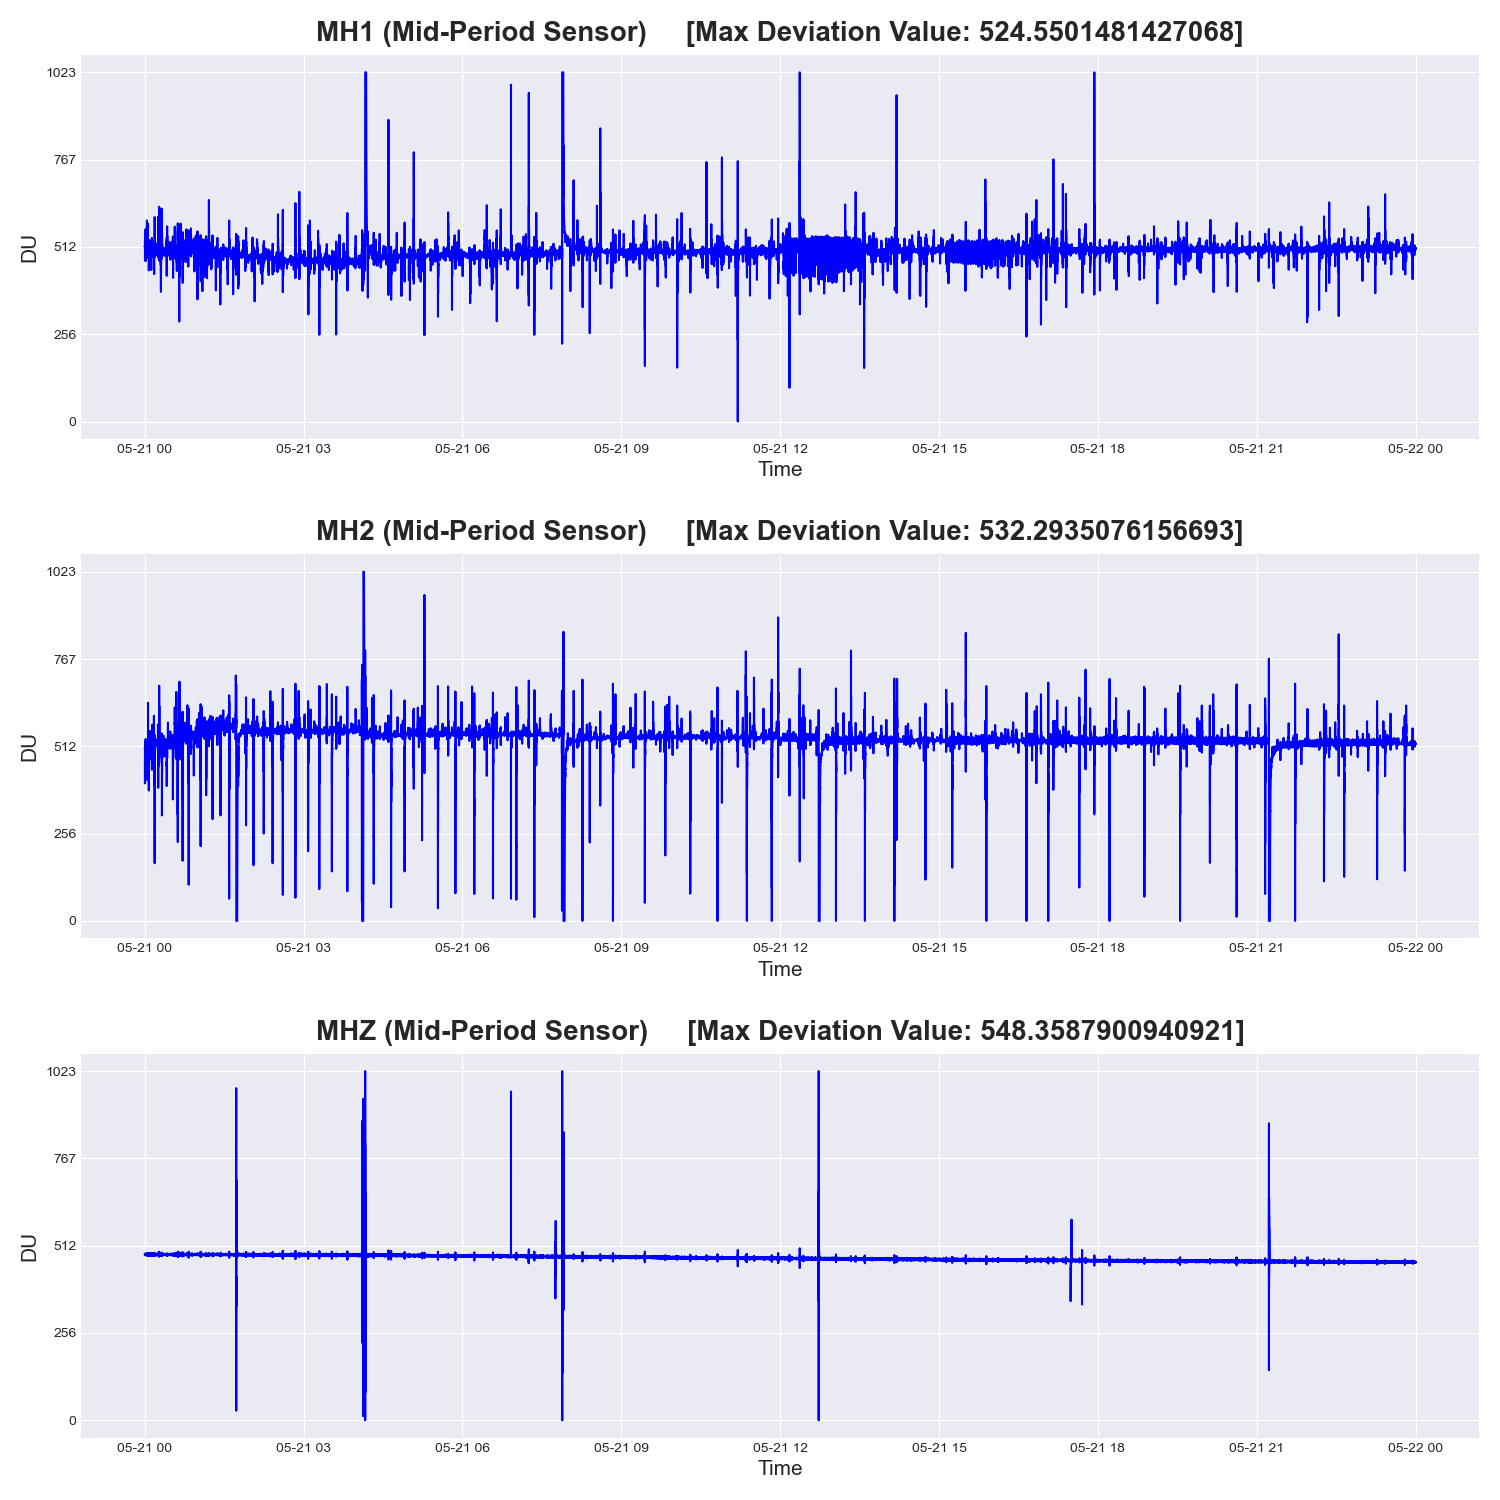 MH1 (Mid-Period Sensor) [Max Deviation Value: 524.5501481427068]
1023
767
512
256
0
DU
05-21 00 05-21 03 05-21 06 05-21 09 05-21 12 05-21 15 05-21 18 05-21 21 05-22 00
Time
MH2 (Mid-Period Sensor) [Max Deviation Value: 532.2935076156693]
1023
767
512
256
0
DU
05-21 00 05-21 03 05-21 06 05-21 09 05-21 12 05-21 15 05-21 18 05-21 21 05-22 00
Time
MHZ (Mid-Period Sensor) [Max Deviation Value: 548.3587900940921]
1023
767
512
256
0
DU
05-21 00 05-21 03 05-21 06 05-21 09 05-21 12 05-21 15 05-21 18 05-21 21 05-22 00
Time